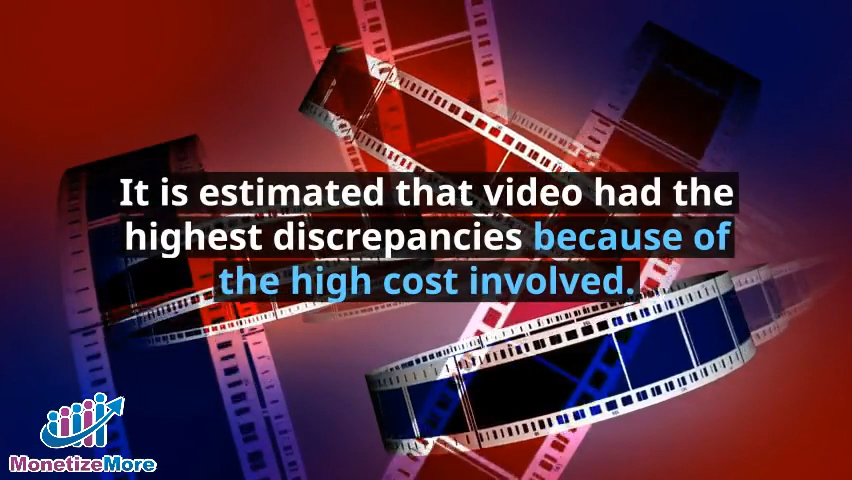 It is estimated that video had the
highest discrepancies because of
the high cost involved.
MonetizeMore